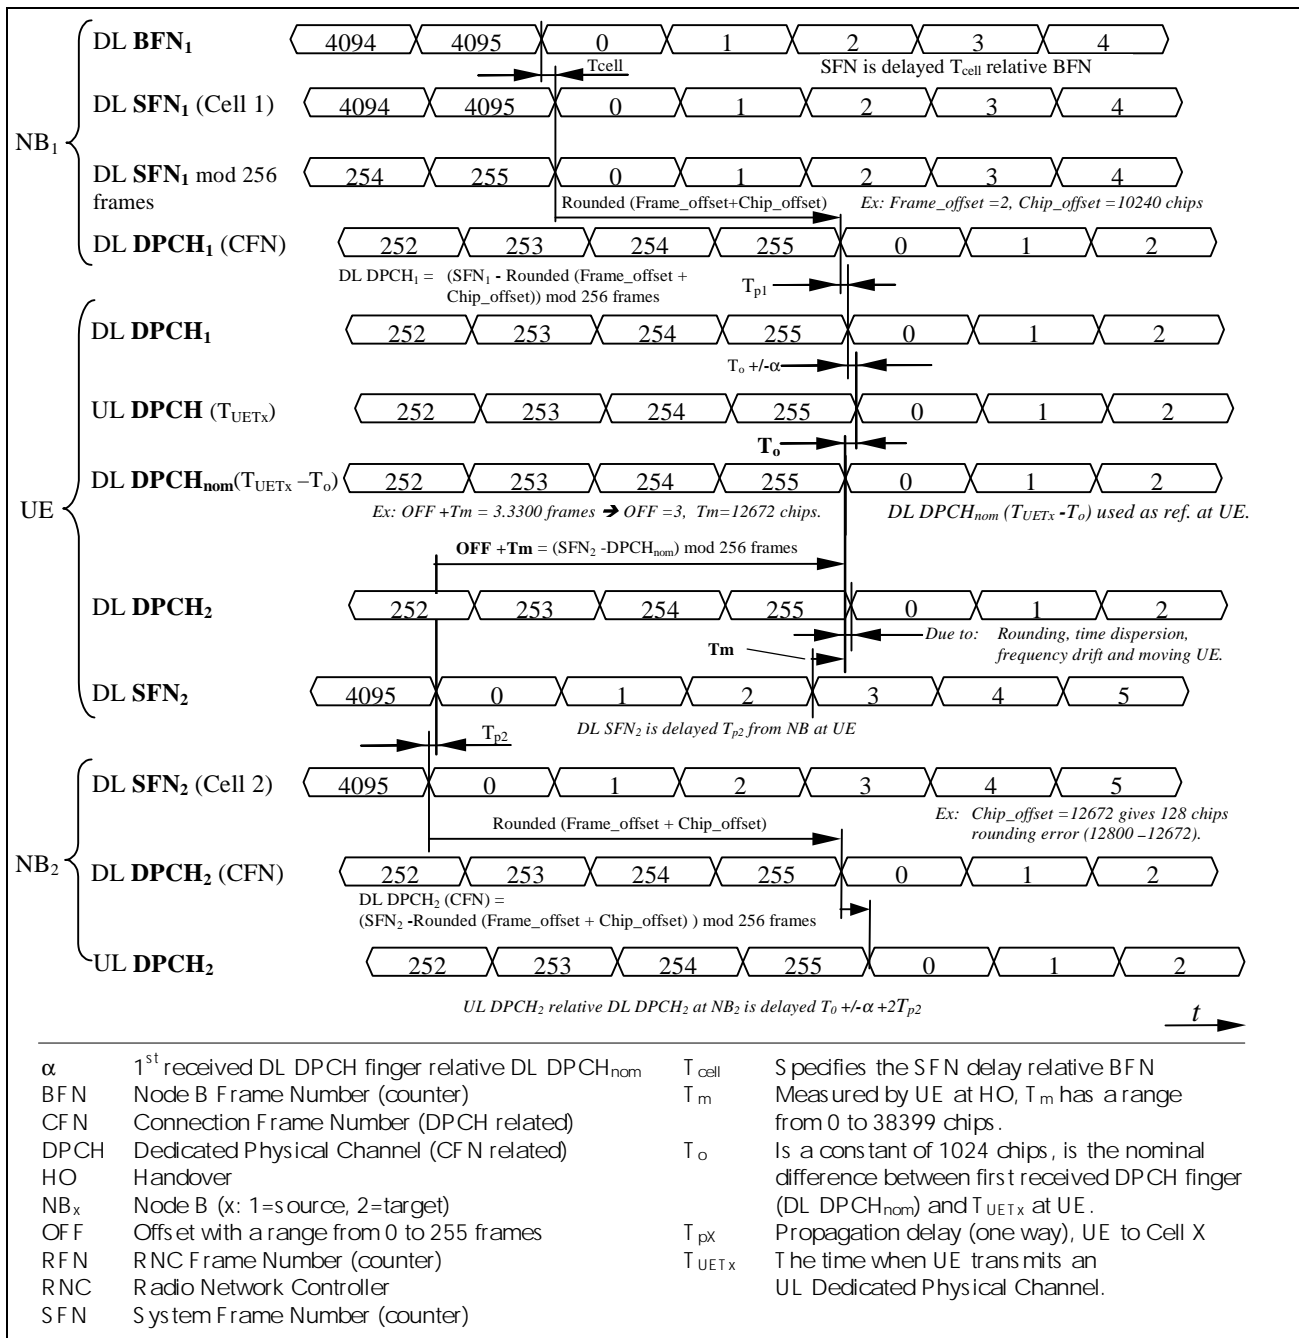 DL BFN1 4094 4095 0 1 2 3 4
Tcell SFN is delayed Tcell relative BFN
DL SFN1 (Cell 1) 4094 4095 0 1 2 3 4
NB1
DL SFN1 mod 256 frames 254 255 0 1 2 3 4
Rounded (Frame_offset+Chip_offset) Ex: Frame_offset =2, Chip_offset =10240 chips
DL DPCH1 (CFN) 252 253 254 255 0 1 2
DL DPCH1 = (SFN1 - Rounded (Frame_offset +
Chip_offset)) mod 256 frames
Tp1
DL DPCH1 252 253 254 255 0 1 2
To +/-α
UL DPCH (TUETx) 252 253 254 255 0 1 2
To
DL DPCHnom(TUETx –To) 252 253 254 255 0 1 2
UE
Ex: OFF +Tm = 3.3300 frames ➔ OFF =3, Tm=12672 chips. DL DPCHnom (TUETx -To) used as ref. at UE.
OFF +Tm = (SFN2 -DPCHnom) mod 256 frames
DL DPCH2 252 253 254 255 0 1 2
Due to: Rounding, time dispersion,
frequency drift and moving UE.
Tm
DL SFN2 4095 0 1 2 3 4 5
DL SFN2 is delayed Tp2 from NB at UE
Tp2
DL SFN2 (Cell 2) 4095 0 1 2 3 4 5
Ex: Chip_offset =12672 gives 128 chips
rounding error (12800 –12672).
Rounded (Frame_offset + Chip_offset)
NB2
DL DPCH2 (CFN) 252 253 254 255 0 1 2
DL DPCH2 (CFN) =
(SFN2 -Rounded (Frame_offset + Chip_offset) ) mod 256 frames
UL DPCH2 252 253 254 255 0 1 2
UL DPCH2 relative DL DPCH2 at NB2 is delayed T0 +/-α +2Tp2
t
α 1st received DL DPCH finger relative DL DPCHnom
BFN Node B Frame Number (counter)
CFN Connection Frame Number (DPCH related)
DPCH Dedicated Physical Channel (CFN related)
HO Handover
NBx Node B (x: 1=source, 2=target)
OFF Offset with a range from 0 to 255 frames
RFN RNC Frame Number (counter)
RNC Radio Network Controller
SFN System Frame Number (counter)
Tcell Specifies the SFN delay relative BFN
Tm Measured by UE at HO, Tm has a range
from 0 to 38399 chips.
To Is a constant of 1024 chips, is the nominal
difference between first received DPCH finger
(DL DPCHnom) and TUETx at UE.
TpX Propagation delay (one way), UE to Cell X
TUETx The time when UE transmits an
UL Dedicated Physical Channel.